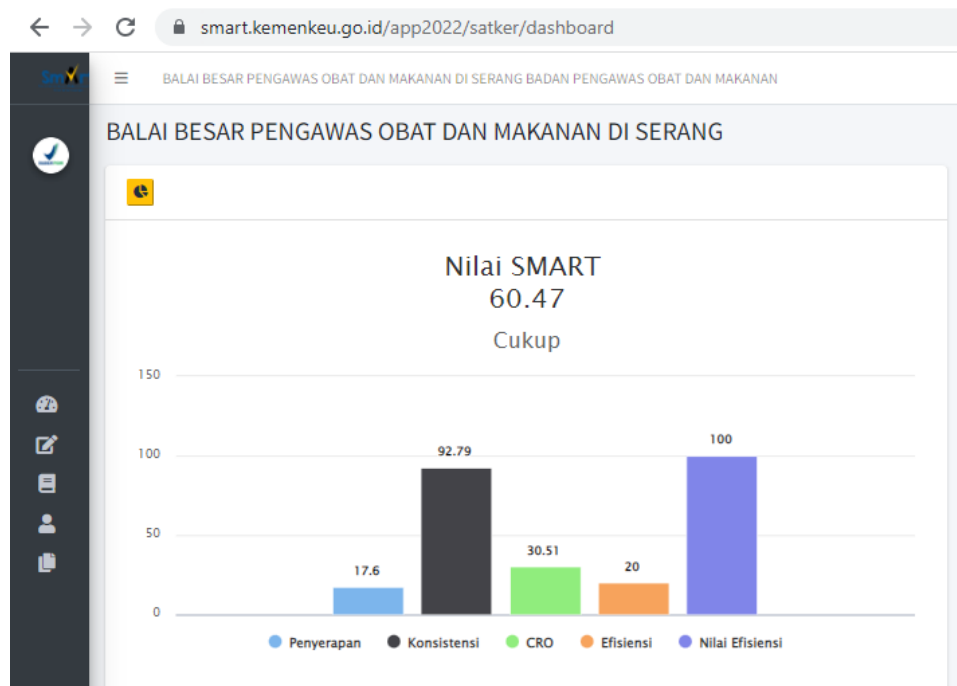 smart.kemenkeu.go.id/app2022/satker/dashboard
BALAI BESAR PENGAWAS OBAT DAN MAKANAN DI SERANG BADAN PENGAWAS OBAT DAN MAKANAN
BALAI BESAR PENGAWAS OBAT DAN MAKANAN DI SERANG
Nilai SMART
60.47
Cukup
150
100
50
0
17.6
92.79
30.51
20
100
Penyerapan Konsistensi CRO Efisiensi Nilai Efisiensi